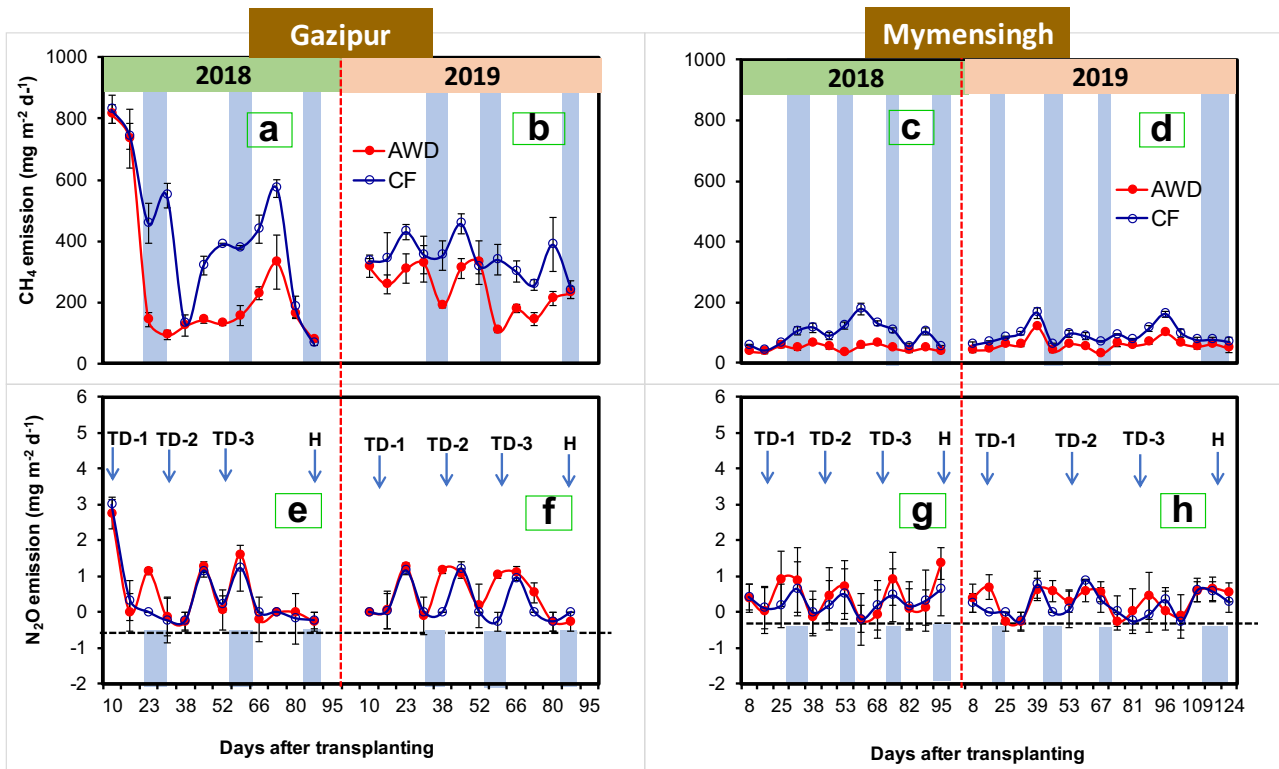 Gazipur
Mymensingh
2018
2019
2018
2019
CH₄ emission (mg m⁻² d⁻¹)
1000
800
600
400
200
0
a
b
AWD
CF
1000
800
600
400
200
0
c
d
AWD
CF
N₂O emission (mg m⁻² d⁻¹)
6
5
4
3
2
1
0
-1
-2
TD-1
TD-2
TD-3
H
TD-1
TD-2
TD-3
H
e
f
10 23 38 52 66 80 95 10 23 38 52 66 80 95
Days after transplanting
6
5
4
3
2
1
0
-1
-2
TD-1
TD-2
TD-3
H
TD-1
TD-2
TD-3
H
g
h
8 25 38 53 68 82 95 8 24 39 52 67 81 96 109 124
Days after transplanting